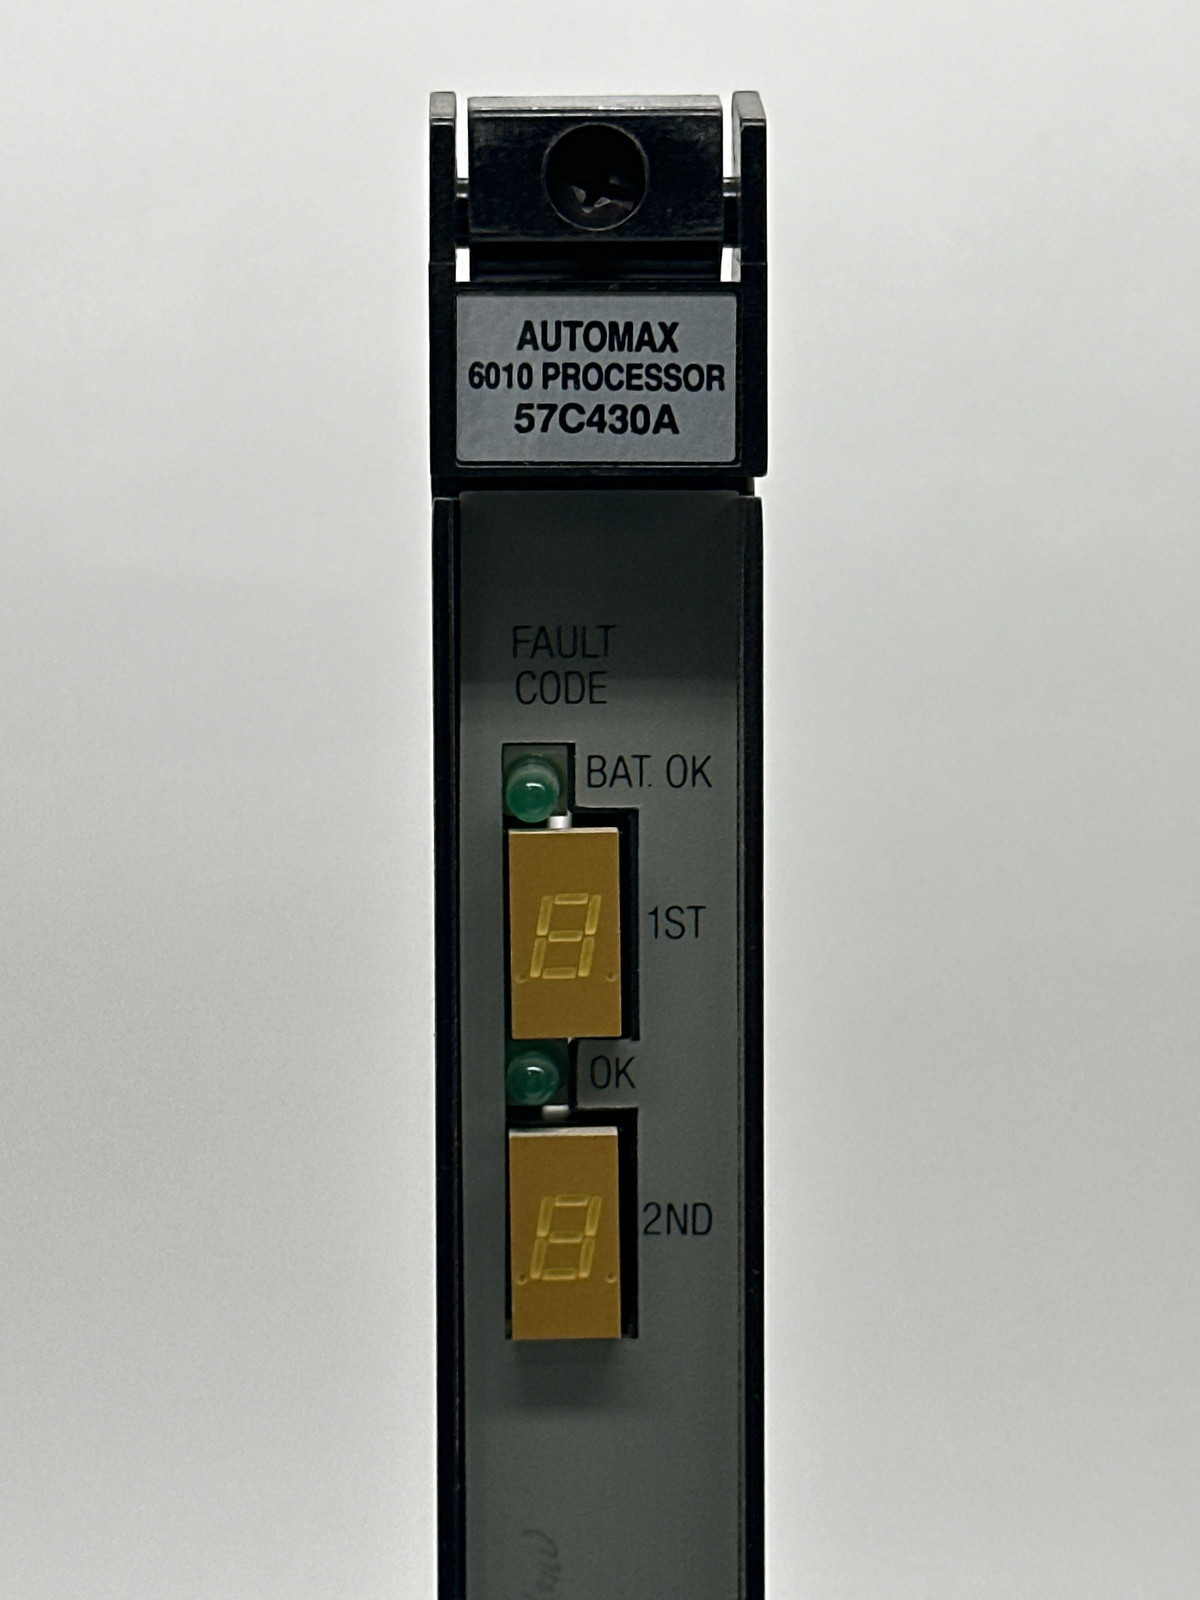 AUTOMAX
6010 PROCESSOR
57C430A
FAULT
CODE
BAT. OK
1ST
OK
2ND